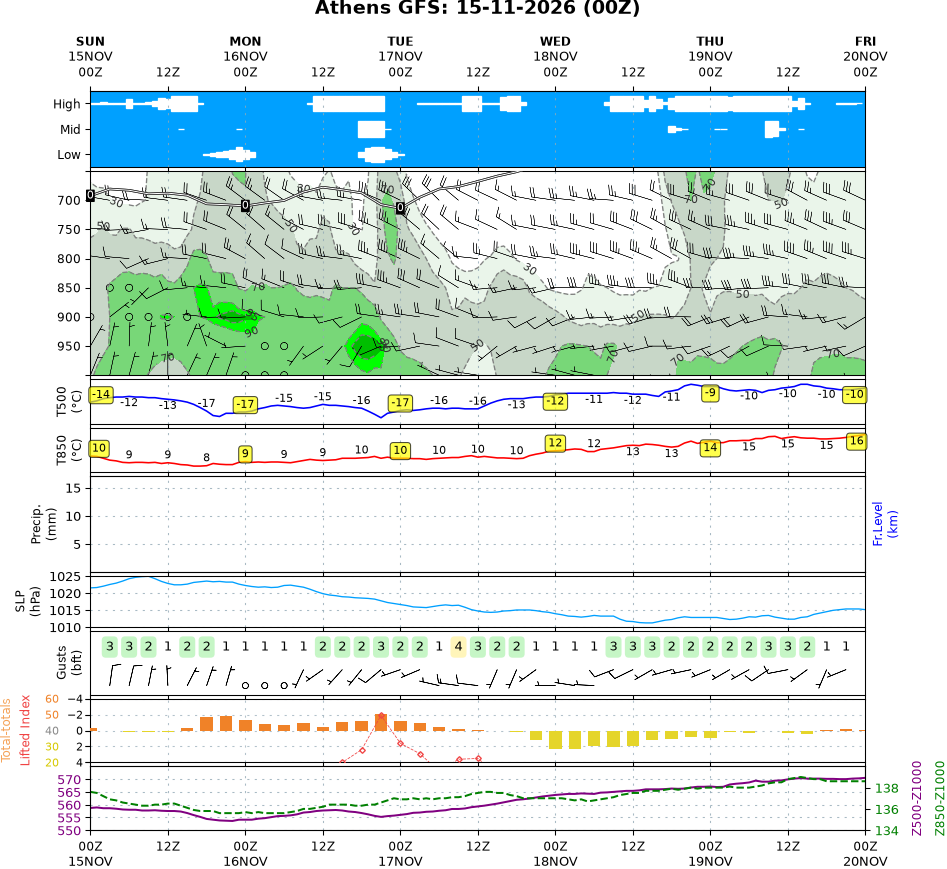 Athens GFS: 15-11-2026 (00Z)
SUN MON TUE WED THU FRI
15NOV 16NOV 17NOV 18NOV 19NOV 20NOV
00Z 12Z 00Z 12Z 00Z 12Z 00Z 12Z 00Z 12Z 00Z
High
Mid
Low
700
750
800
850
900
950
0 0 0
30 50 30 50 30 70 30 70 70 50
70 85 90 50 50 50 70 70 70 70
T500
(°C)
-14 -12 -13 -17 -17 -15 -15 -16 -17 -16 -16 -13 -12 -11 -12 -11 -9 -10 -10 -10 -10
T850
(°C)
10 9 9 8 9 9 9 10 10 10 10 10 12 12 13 13 14 15 15 15 16
Precip.
(mm)
15
10
5
Fr.Level
(km)
SLP
(hPa)
1025
1020
1015
1010
Gusts
(bft)
3 3 2 1 2 2 1 1 1 1 1 2 2 2 3 2 2 1 4 3 2 2 1 1 1 1 3 3 3 2 2 2 2 2 3 3 2 1 1
Total-totals
Lifted Index
60 −4
50 −2
40 0
30 2
20 4
570
565
560
555
550
138
136
134
Z500-Z1000
Z850-Z1000
00Z 12Z 00Z 12Z 00Z 12Z 00Z 12Z 00Z 12Z 00Z
15NOV 16NOV 17NOV 18NOV 19NOV 20NOV